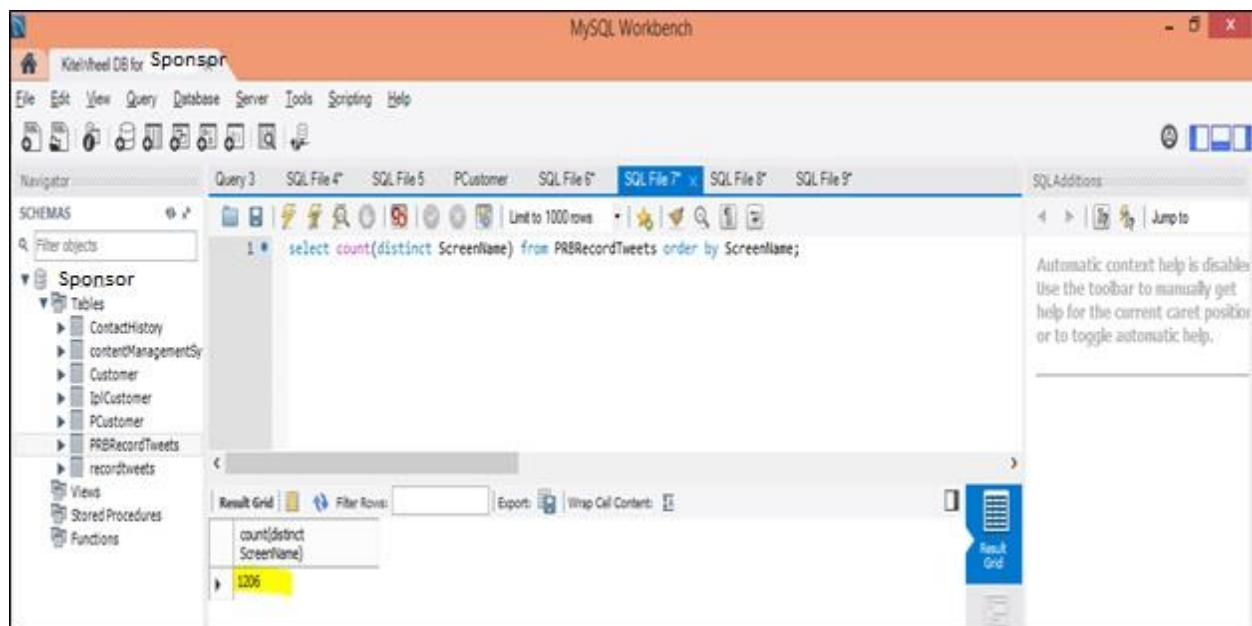 MySQL Workbench
KiteWheel DB for Sponsor
File Edit View Query Database Server Tools Scripting Help
Navigator
Query 3 SQL File 4* SQL File 5 PCustomer SQL File 6* SQL File 7* x SQL File 8* SQL File 9*
SQLAdditions
SCHEMAS
Limit to 1000 rows
Jump to
Filter objects
1 select count(distinct ScreenName) from PRBRecordTweets order by ScreenName;
Sponsor
Tables
ContactHistory
contentManagementSy
Customer
IplCustomer
PCustomer
PRBRecordTweets
recordtweets
Views
Stored Procedures
Functions
Automatic context help is disabled
Use the toolbar to manually get
help for the current caret position
or to toggle automatic help.
Result Grid Filter Rows: Export: Wrap Cell Content:
count(distinct
ScreenName)
1206
Result
Grid